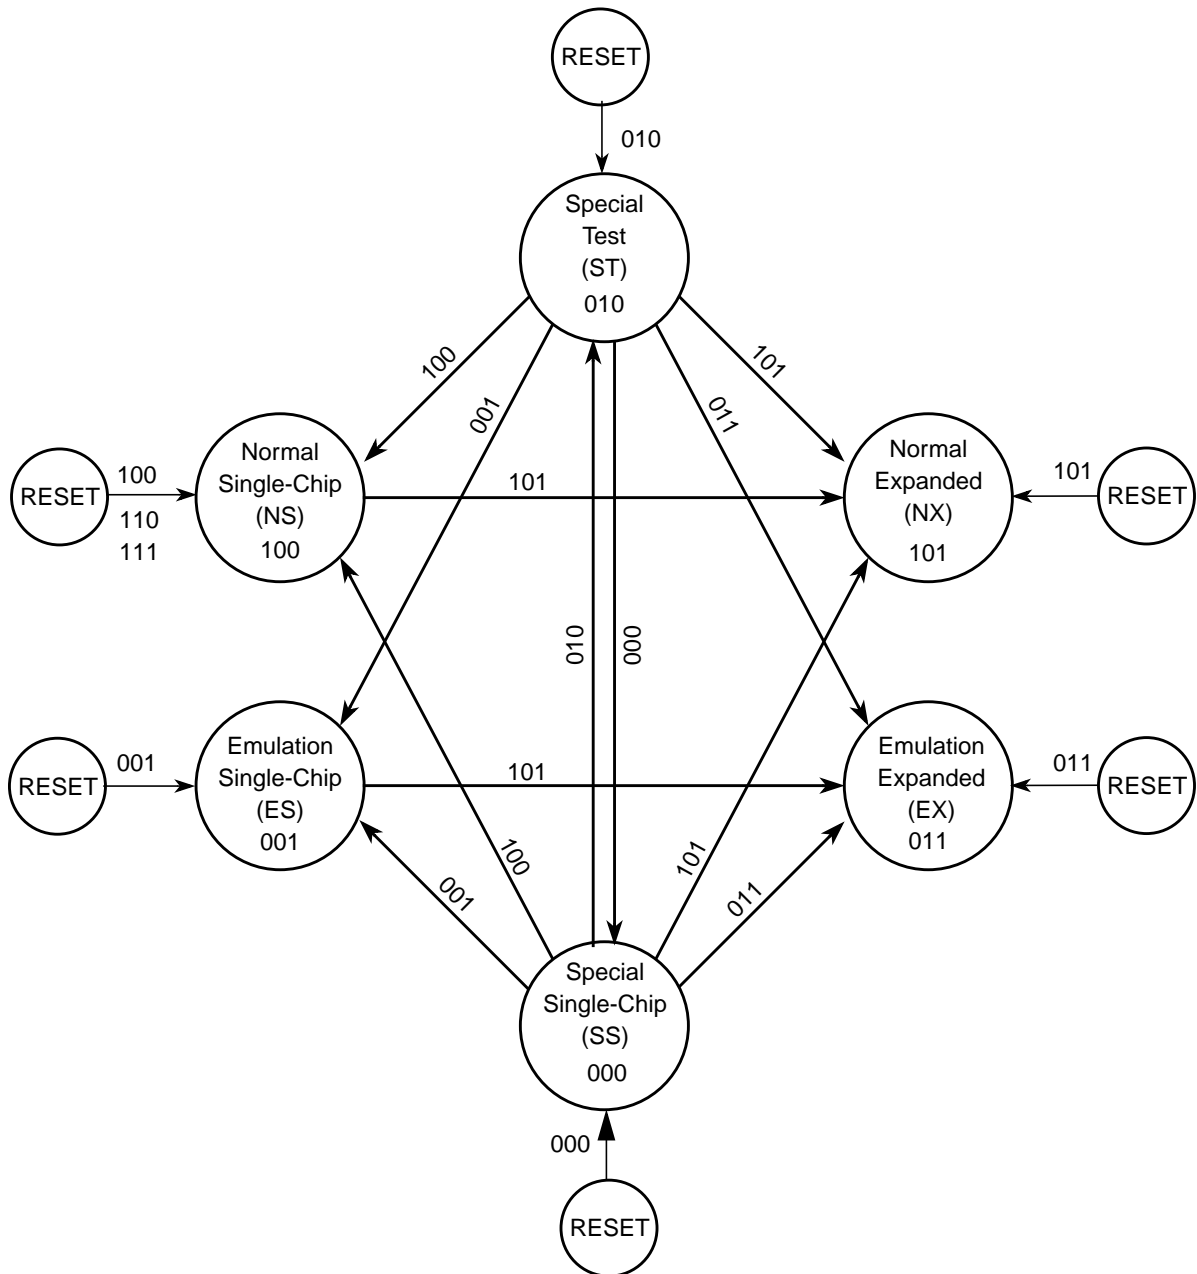 RESET
010
Special
Test
(ST)
010
100
001
101
011
Normal
Single-Chip
(NS)
100
RESET
100
110
111
101
Normal
Expanded
(NX)
101
101
RESET
010
000
Emulation
Single-Chip
(ES)
001
RESET
001
101
Emulation
Expanded
(EX)
011
011
RESET
001
100
101
011
Special
Single-Chip
(SS)
000
000
RESET